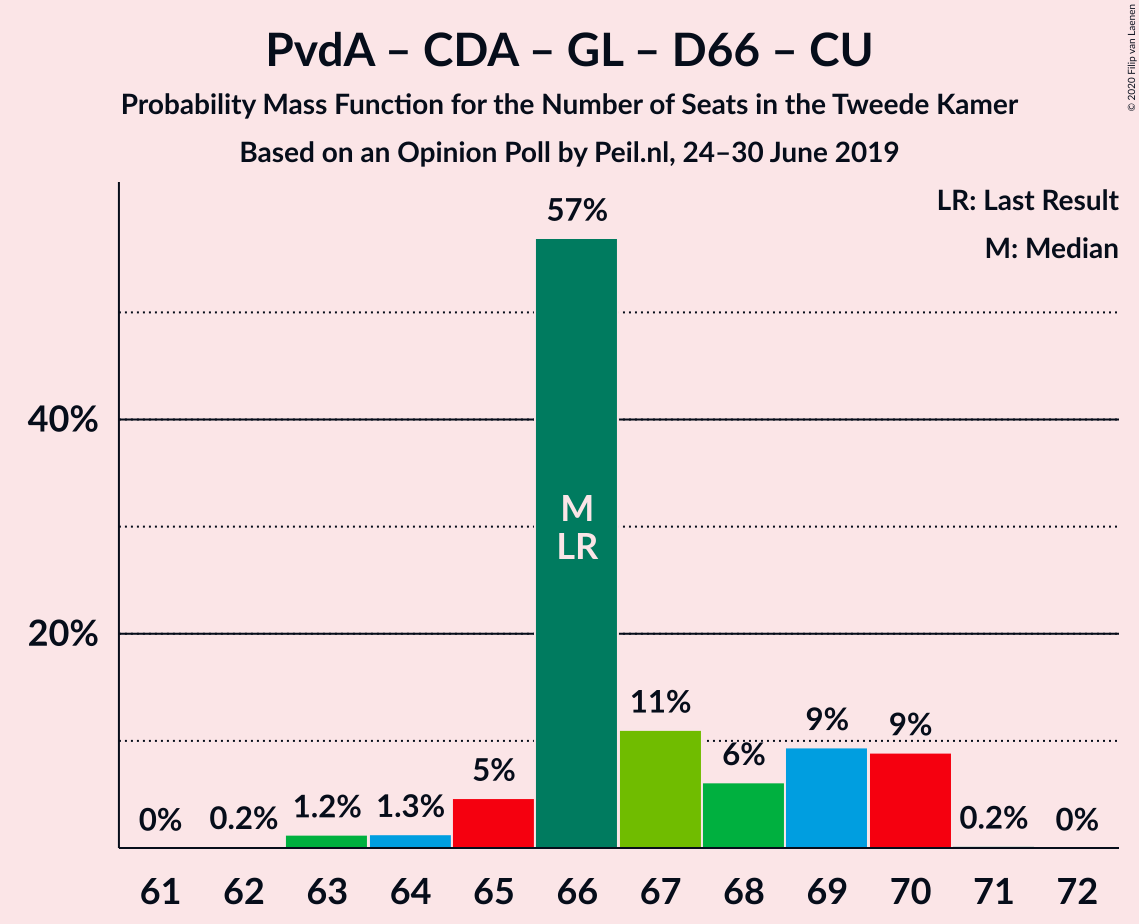 PvdA – CDA – GL – D66 – CU
Probability Mass Function for the Number of Seats in the Tweede Kamer
Based on an Opinion Poll by Peil.nl, 24–30 June 2019
© 2020 Filip van Laenen
LR: Last Result
M: Median
40%
20%
0%
0.2%
1.2%
1.3%
5%
57%
11%
6%
9%
9%
0.2%
0%
M
LR
61 62 63 64 65 66 67 68 69 70 71 72